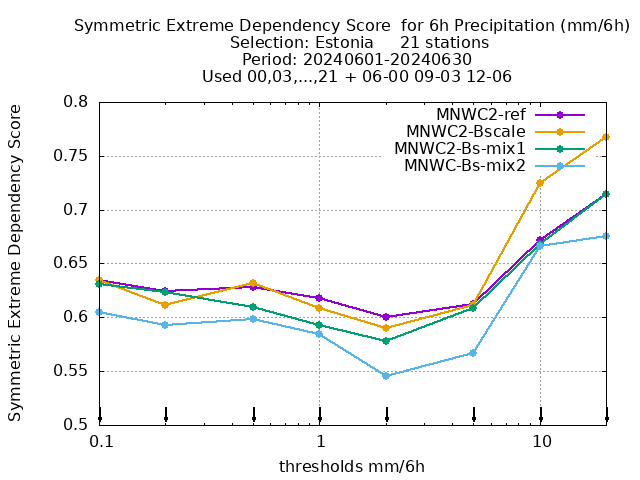 Symmetric Extreme Dependency Score  for 6h Precipitation (mm/6h)
Selection: Estonia     21 stations
Period: 20240601-20240630
Used 00,03,...,21 + 06-00 09-03 12-06
Symmetric Extreme Dependency Score
0.8
0.75
0.7
0.65
0.6
0.55
0.5
MNWC2-ref
MNWC2-Bscale
MNWC2-Bs-mix1
MNWC-Bs-mix2
0.1 1 10
thresholds mm/6h